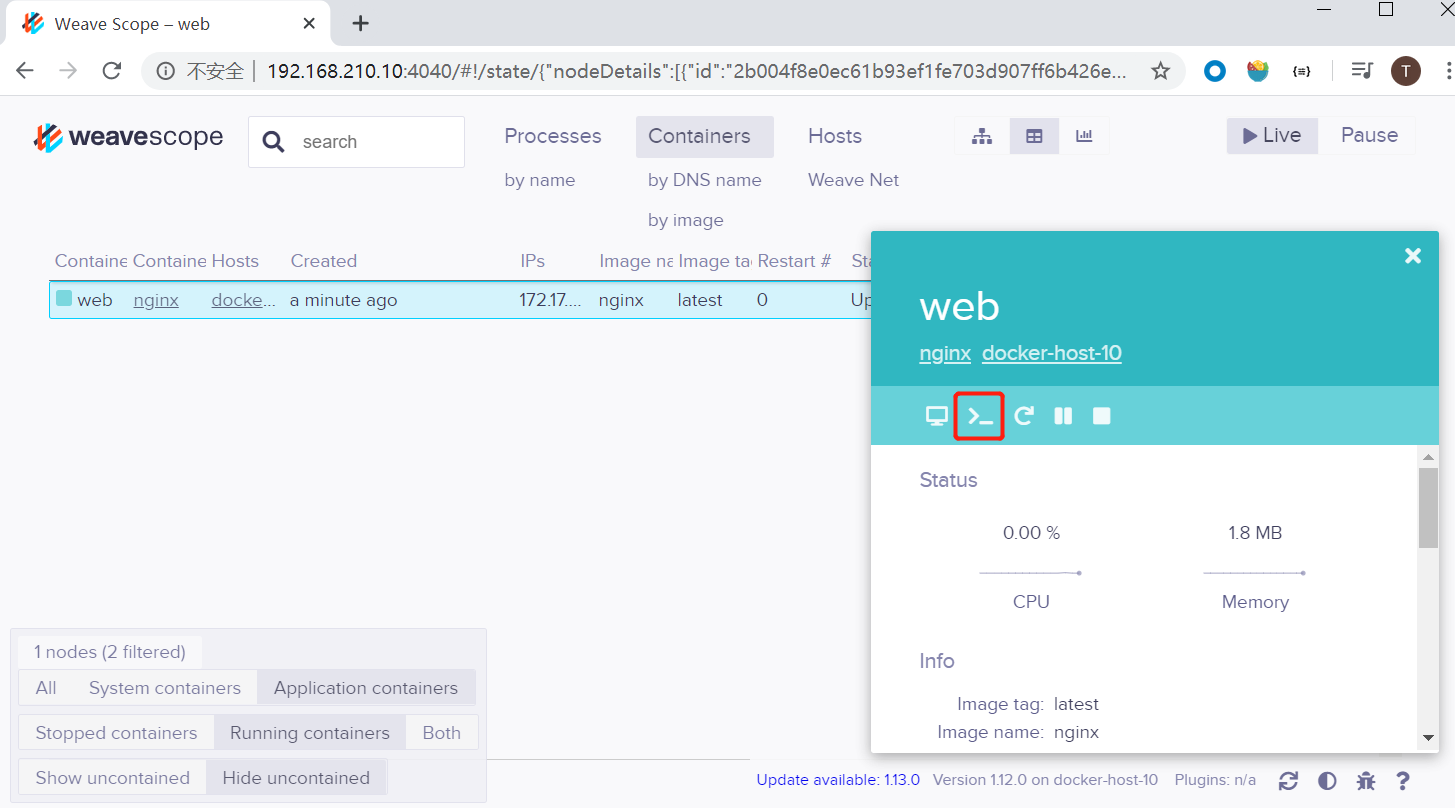 Weave Scope – web
不安全 | 192.168.210.10:4040/#!/state/{"nodeDetails":[{"id":"2b004f8e0ec61b93ef1fe703d907ff6b426e...
T
weavescope
search
Processes Containers Hosts
Live Pause
by name by DNS name Weave Net
by image
Containe Containe Hosts Created IPs Image na Image ta Restart # Sta
web nginx docke... a minute ago 172.17.... nginx latest 0 Up
web
nginx docker-host-10
Status
0.00 % 1.8 MB
CPU Memory
Info
Image tag: latest
Image name: nginx
1 nodes (2 filtered)
All System containers Application containers
Stopped containers Running containers Both
Show uncontained Hide uncontained
Update available: 1.13.0 Version 1.12.0 on docker-host-10 Plugins: n/a